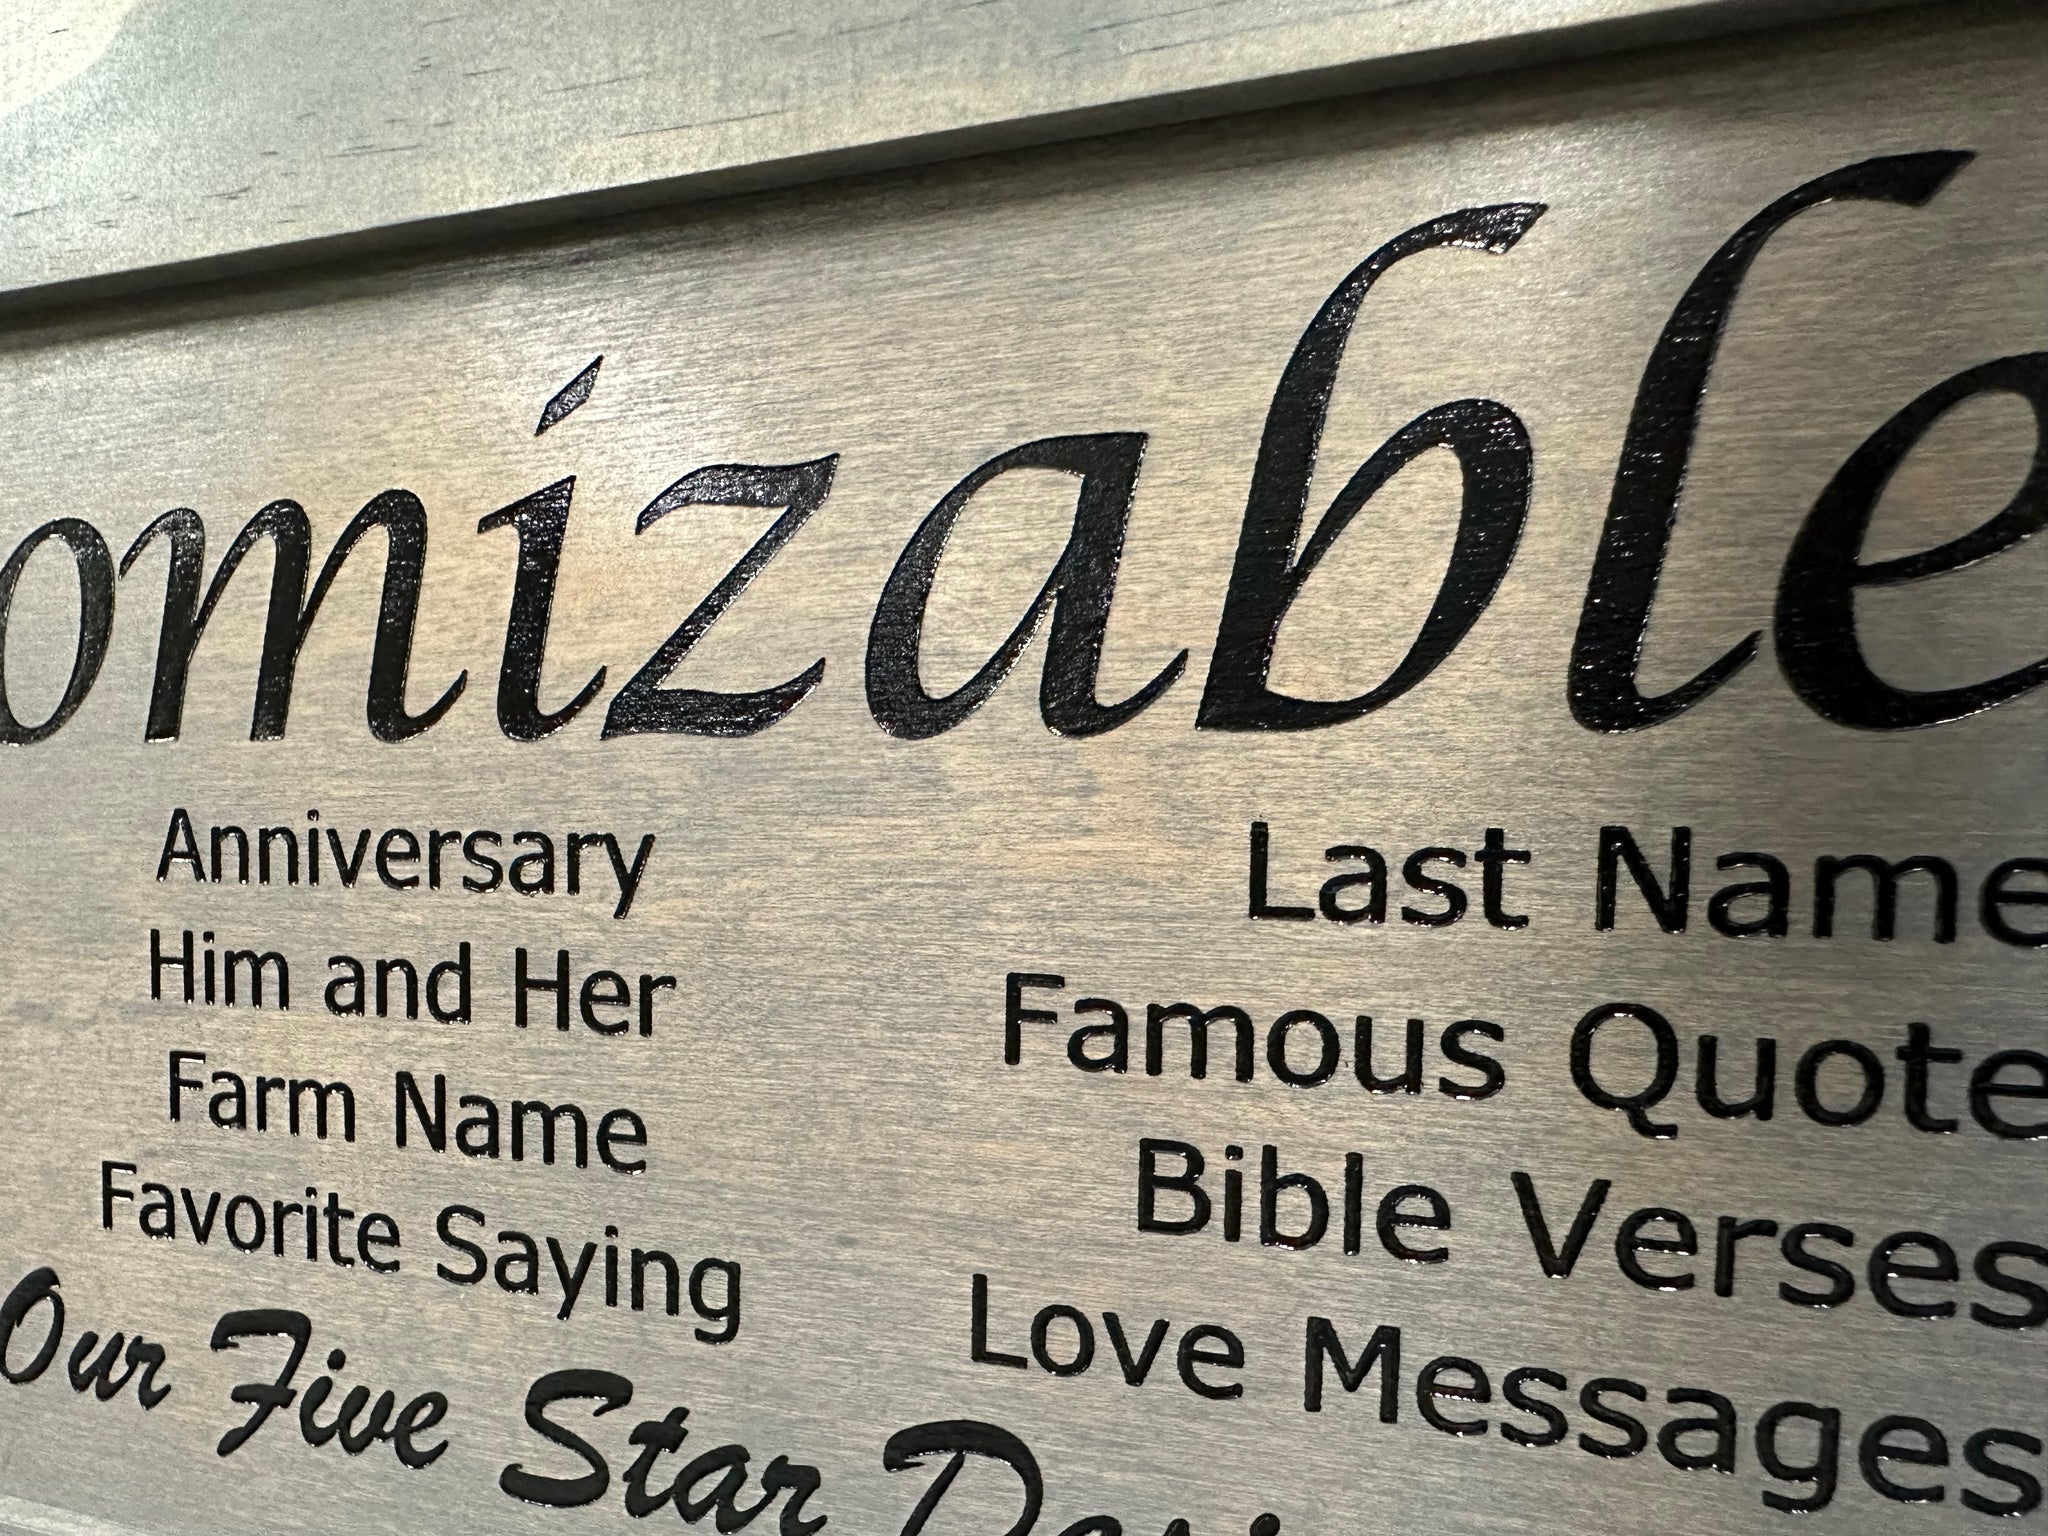 omizable
Anniversary
Him and Her
Farm Name
Favorite Saying
Last Name
Famous Quote
Bible Verses
Love Messages
Our Five Star